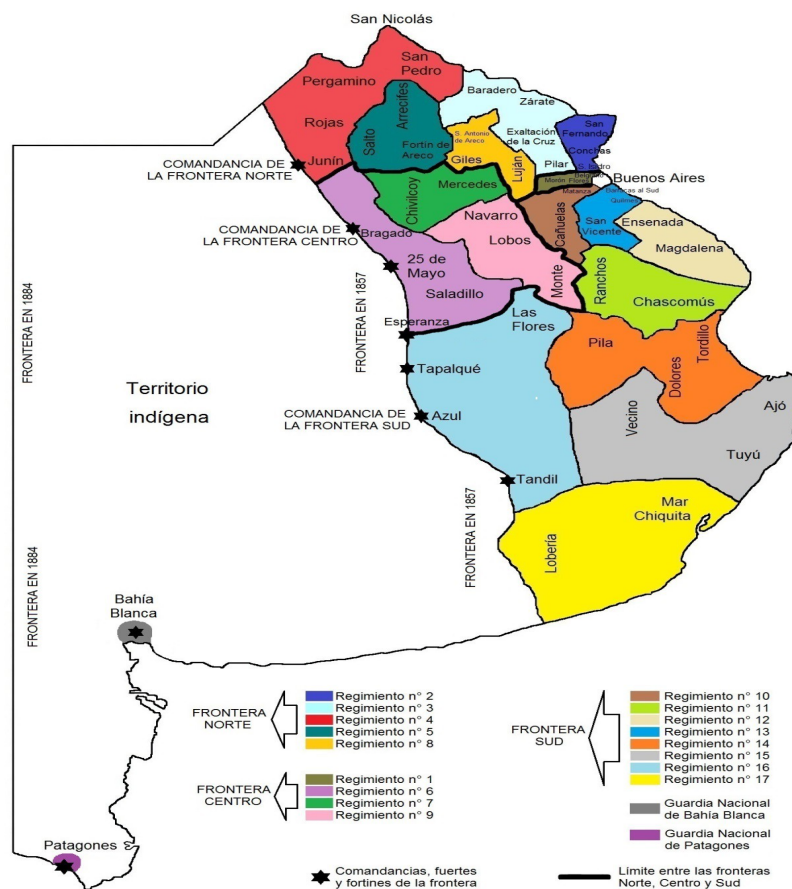 San Nicolás
San
Pedro
Pergamino
Rojas
Junín
Salto
Arrecifes
Fortín de
Areco
Baradero
Zárate
S. Antonio
de Areco
Giles
Luján
Exaltación
de la Cruz
Pilar
San
Fernando
Conchas
S. Isidro
Belgrano
Morón
Flores
Buenos Aires
Matanza
Barracas al Sud
Quilmes
COMANDANCIA DE
LA FRONTERA NORTE
Chivilcoy
Mercedes
Navarro
Lobos
Monte
Cañuelas
San
Vicente
Ensenada
Magdalena
COMANDANCIA DE
LA FRONTERA CENTRO
Bragado
25 de
Mayo
Saladillo
Ranchos
Chascomús
FRONTERA EN 1884
FRONTERA EN 1857
Esperanza
Las
Flores
Pila
Dolores
Tordillo
Territorio
indígena
Tapalqué
COMANDANCIA DE
LA FRONTERA SUD
Azul
Vecino
Ajó
Tuyú
Tandil
FRONTERA EN 1857
Mar
Chiquita
Lobería
FRONTERA EN 1884
Bahía
Blanca
FRONTERA
NORTE
Regimiento n° 2
Regimiento n° 3
Regimiento n° 4
Regimiento n° 5
Regimiento n° 8
FRONTERA
CENTRO
Regimiento n° 1
Regimiento n° 6
Regimiento n° 7
Regimiento n° 9
FRONTERA
SUD
Regimiento n° 10
Regimiento n° 11
Regimiento n° 12
Regimiento n° 13
Regimiento n° 14
Regimiento n° 15
Regimiento n° 16
Regimiento n° 17
Guardia Nacional
de Bahía Blanca
Guardia Nacional
de Patagones
Patagones
Comandancias, fuertes
y fortines de la frontera
Límite entre las fronteras
Norte, Centro y Sud